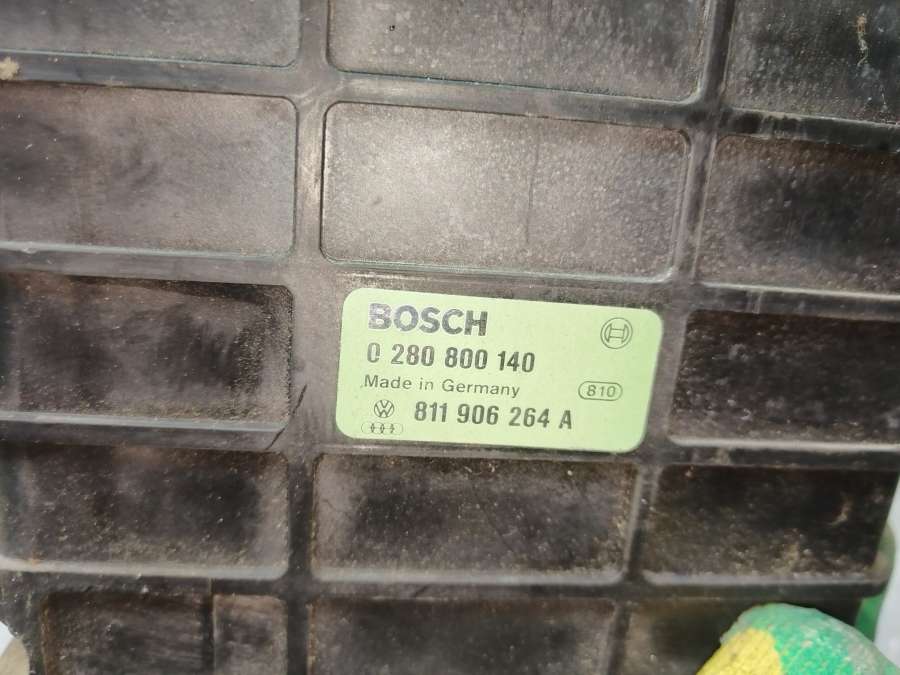 BOSCH
0 280 800 140
Made in Germany 810
811 906 264 A